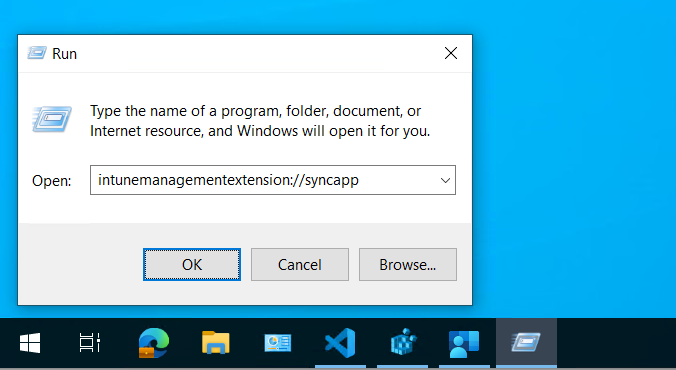 Run
Type the name of a program, folder, document, or
Internet resource, and Windows will open it for you.
Open: intunemanagementextension://syncapp
OK Cancel Browse...